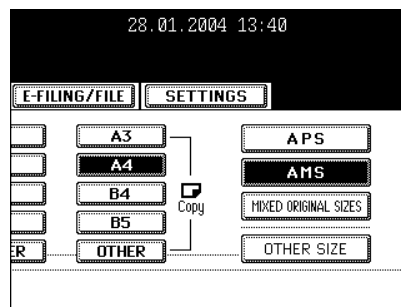 28.01.2004 13:40
E-FILING/FILE SETTINGS
A3
A4
B4
B5
OTHER
Copy
APS
AMS
MIXED ORIGINAL SIZES
OTHER SIZE
ER